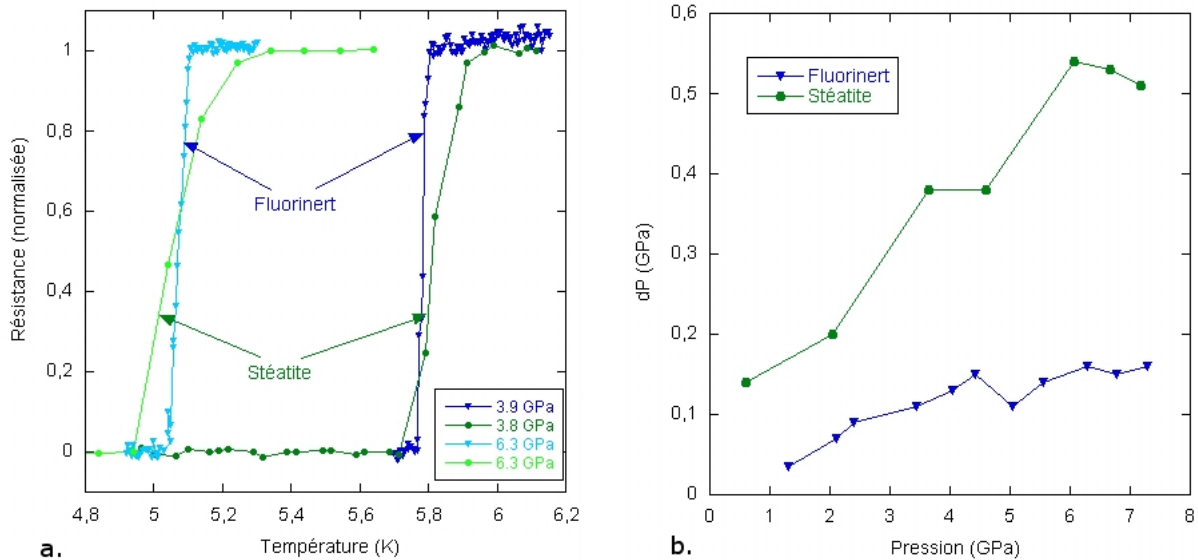 1
0,8
0,6
0,4
0,2
0
Résistance (normalisée)
Fluorinert
Stéatite
3.9 GPa
3.8 GPa
6.3 GPa
6.3 GPa
4,8 5 5,2 5,4 5,6 5,8 6 6,2
Température (K)
a.
0,6
0,5
0,4
0,3
0,2
0,1
0
dP (GPa)
Fluorinert
Stéatite
0 1 2 3 4 5 6 7 8
Pression (GPa)
b.